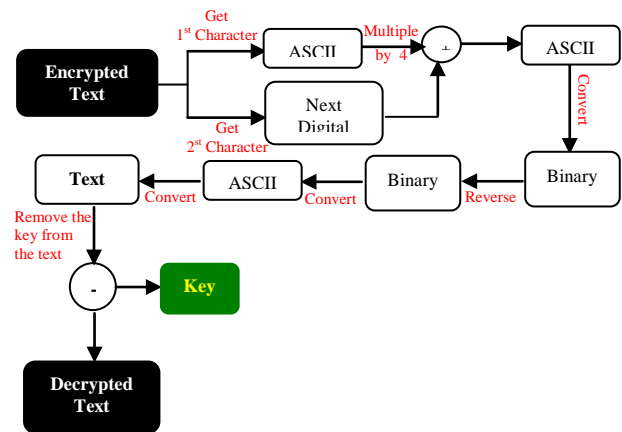 Get
1st Character
ASCII
Multiple
by 4
+
ASCII
Encrypted
Text
Next
Digital
Get
2st Character
Convert
Text
Convert
ASCII
Convert
Binary
Reverse
Binary
Remove the
key from
the text
-
Key
Decrypted
Text